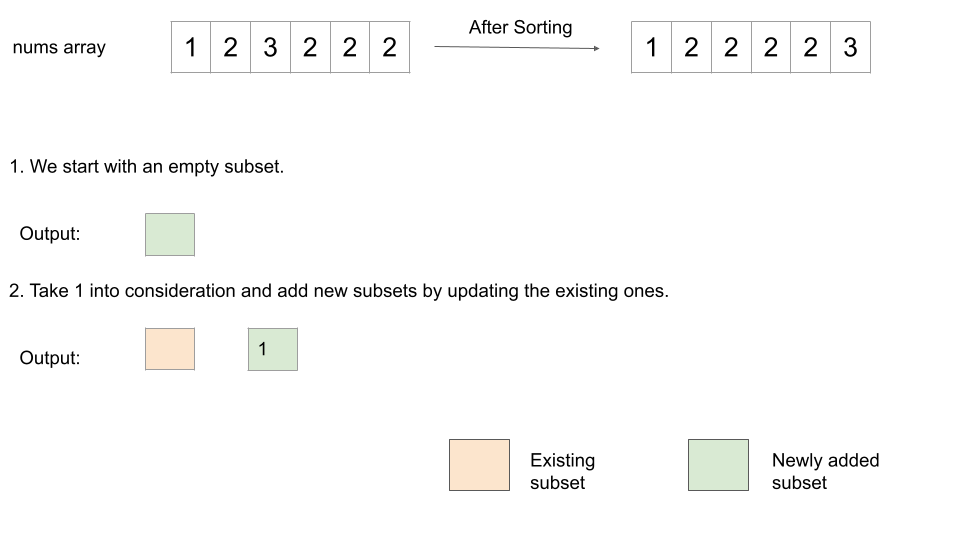 After Sorting
nums array 1 2 3 2 2 2 1 2 2 2 2 3
1. We start with an empty subset.
Output:
2. Take 1 into consideration and add new subsets by updating the existing ones.
Output: 1
Existing subset
Newly added subset